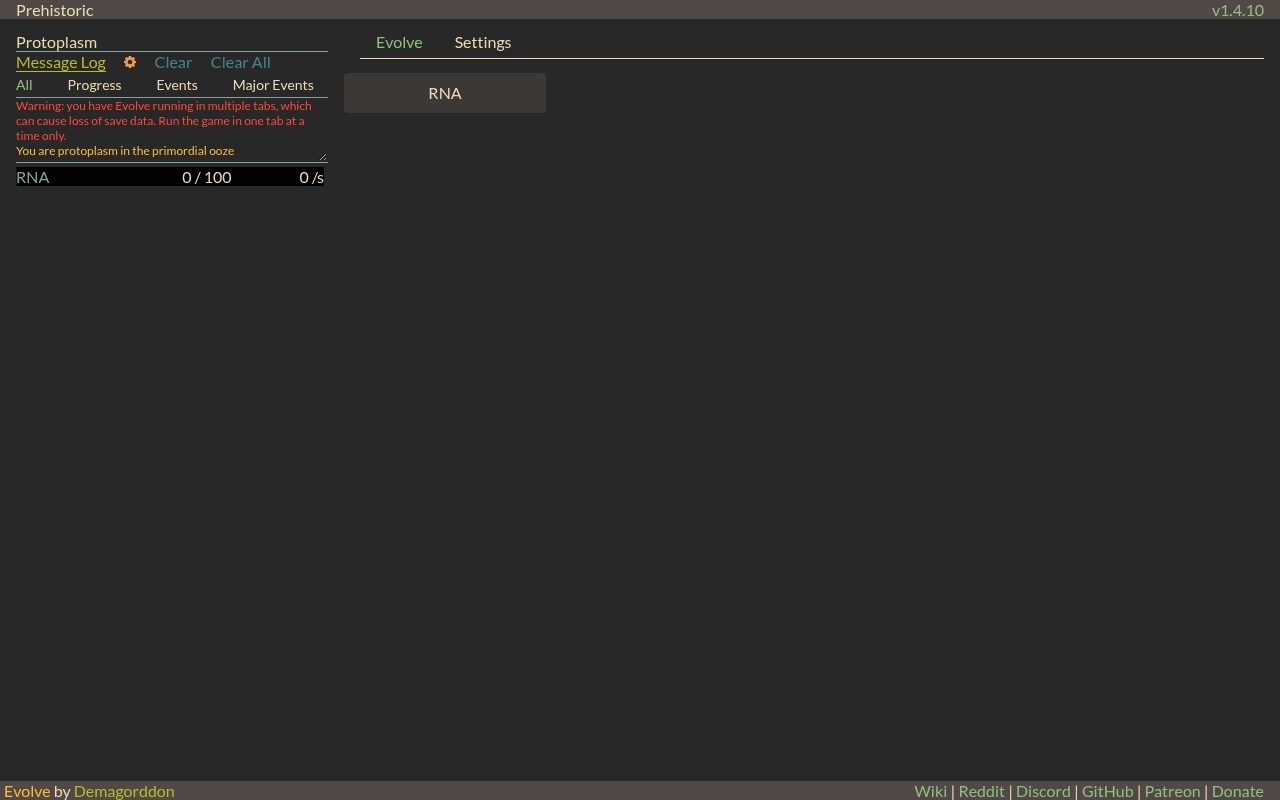 Prehistoric
v1.4.10
Protoplasm
Evolve
Settings
Message Log
Clear
Clear All
All
Progress
Events
Major Events
RNA
Warning: you have Evolve running in multiple tabs, which
can cause loss of save data. Run the game in one tab at a
time only.
You are protoplasm in the primordial ooze
RNA 0 / 100 0 /s
Evolve by Demagorddon
Wiki | Reddit | Discord | GitHub | Patreon | Donate